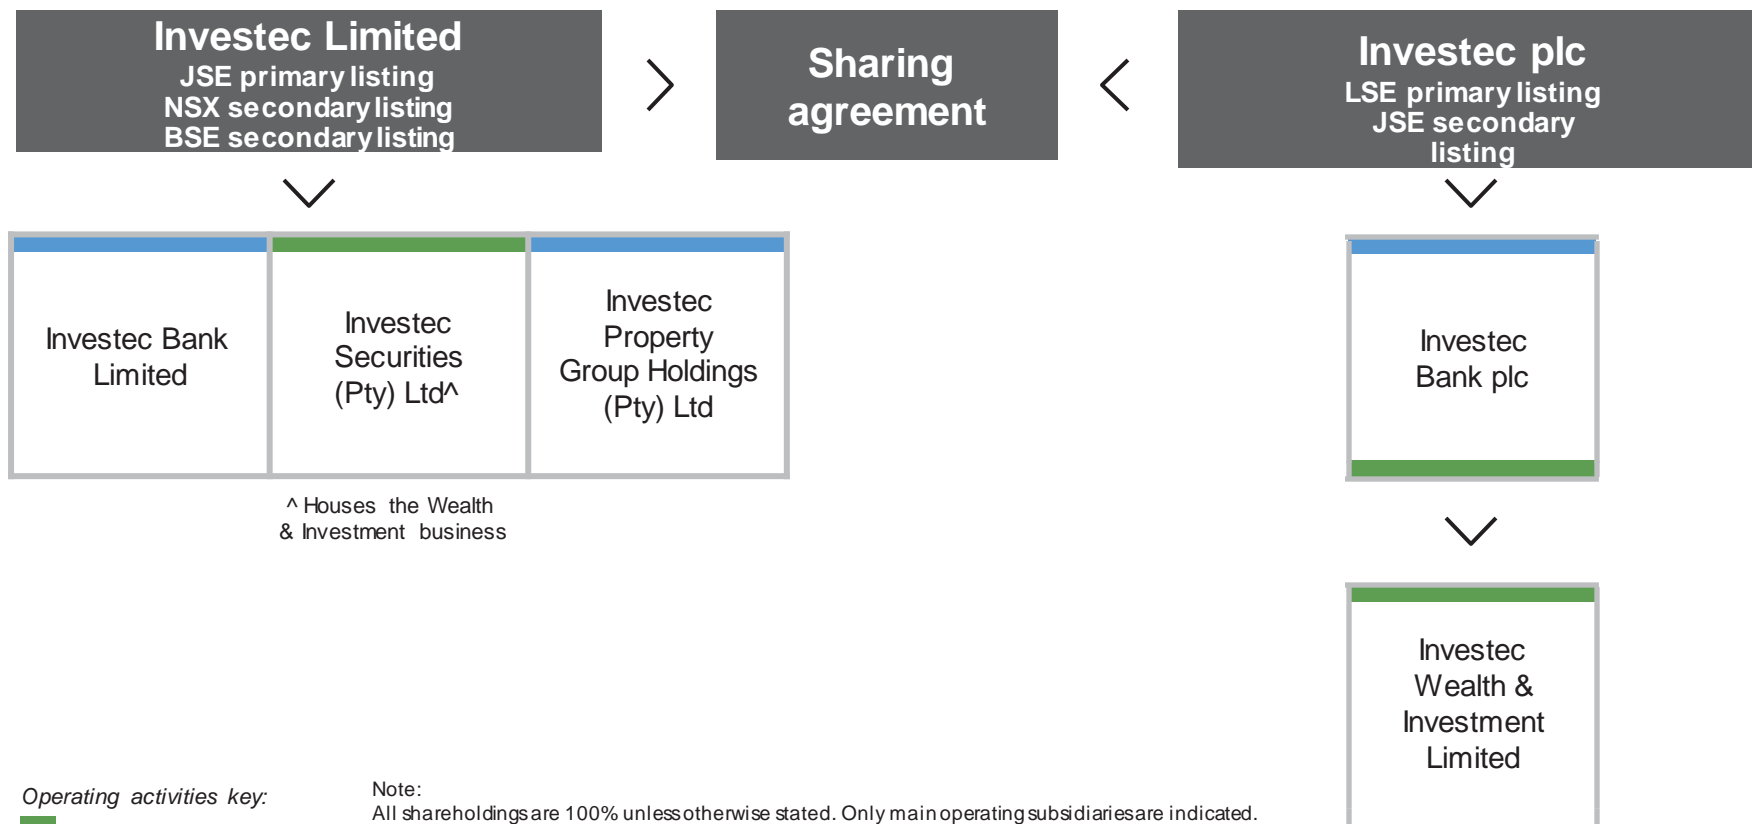 Investec Limited
JSE primary listing
NSX secondary listing
BSE secondary listing
Sharing
agreement
Investec plc
LSE primary listing
JSE secondary
listing
Investec Bank
Limited
Investec
Securities
(Pty) Ltd^
Investec
Property
Group Holdings
(Pty) Ltd
Investec
Bank plc
^ Houses the Wealth
& Investment business
Investec
Wealth &
Investment
Limited
Operating activities key:
Note:
All shareholdings are 100% unless otherwise stated. Only main operating subsidiaries are indicated.